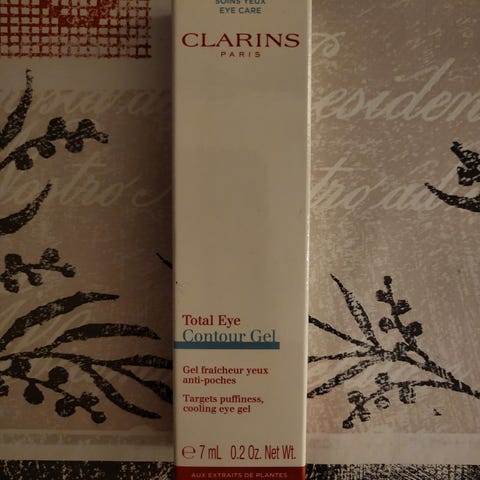 SOINS YEUX
EYE CARE
CLARINS
PARIS
Total Eye
Contour Gel
Gel fraîcheur yeux
anti-poches
Targets puffiness,
cooling eye gel
℮ 7 mL 0.2 Oz. Net Wt.
AUX EXTRAITS DE PLANTES